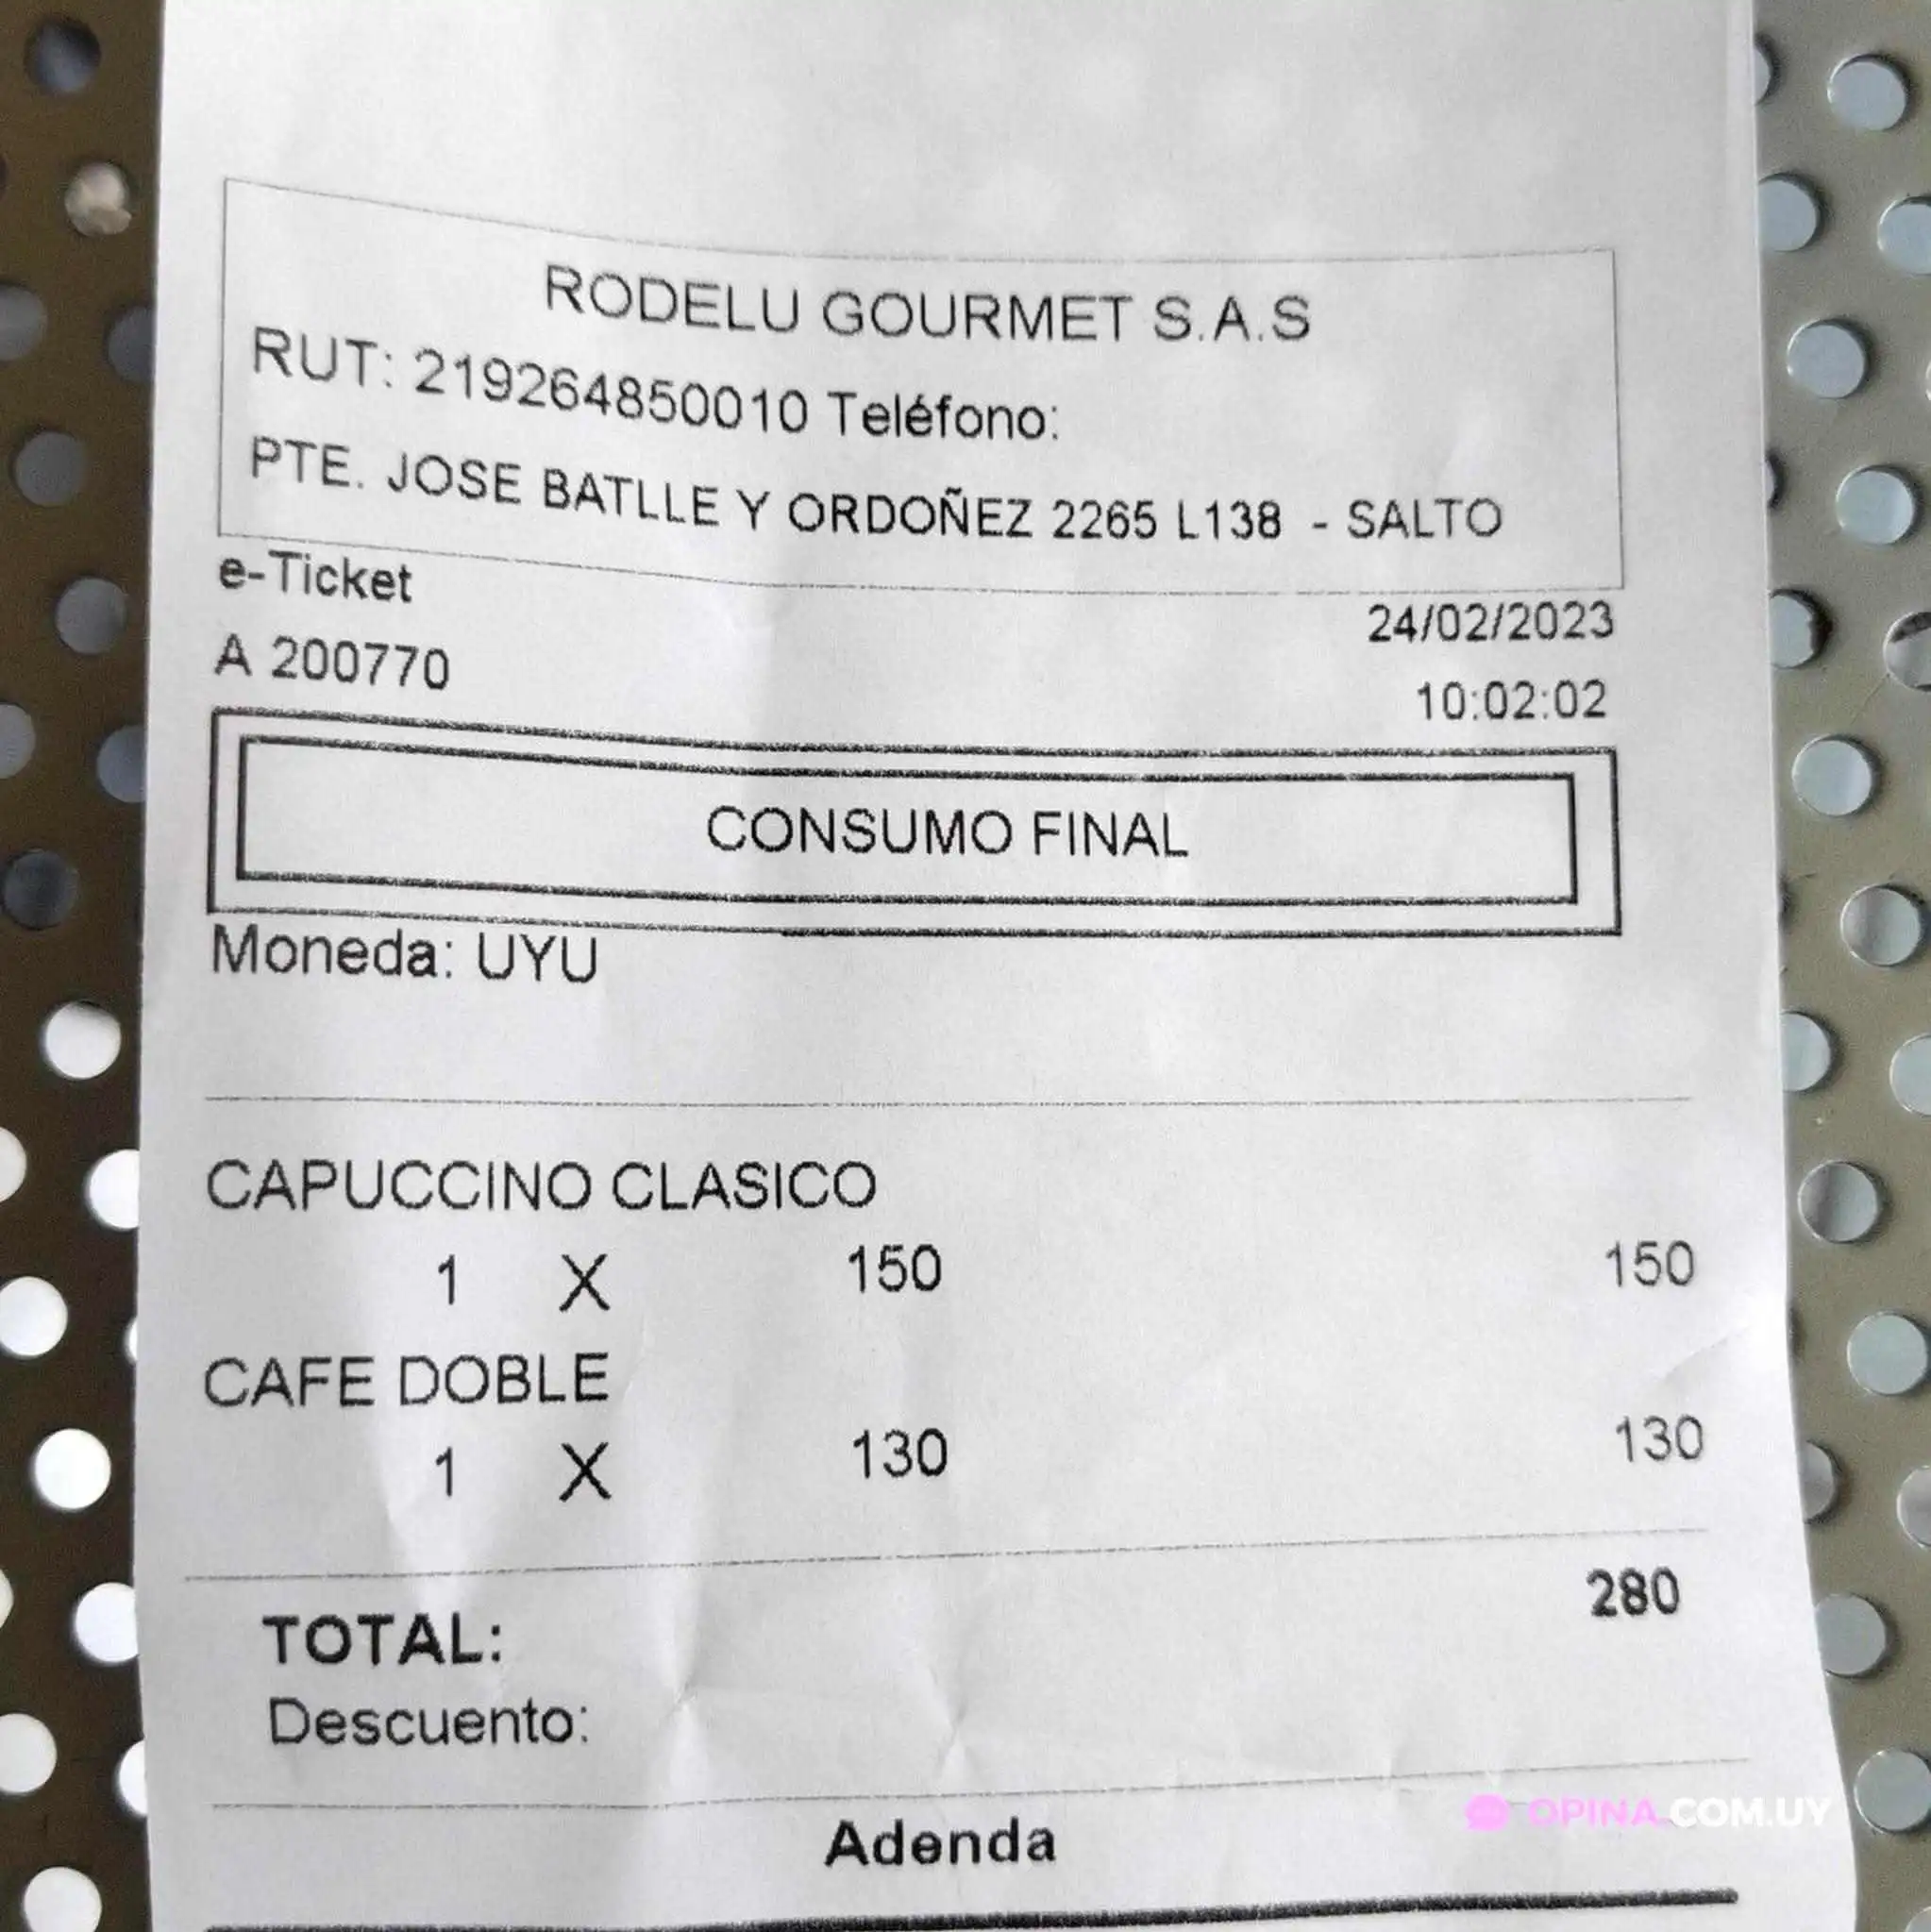 RODELU GOURMET S.A.S
RUT: 219264850010 Teléfono:
PTE. JOSE BATLLE Y ORDOÑEZ 2265 L138 - SALTO
e-Ticket
24/02/2023
A 200770
10:02:02
CONSUMO FINAL
Moneda: UYU
CAPUCCINO CLASICO
1 X 150 150
CAFE DOBLE
1 X 130 130
TOTAL: 280
Descuento:
Adenda
OPINA.COM.UY